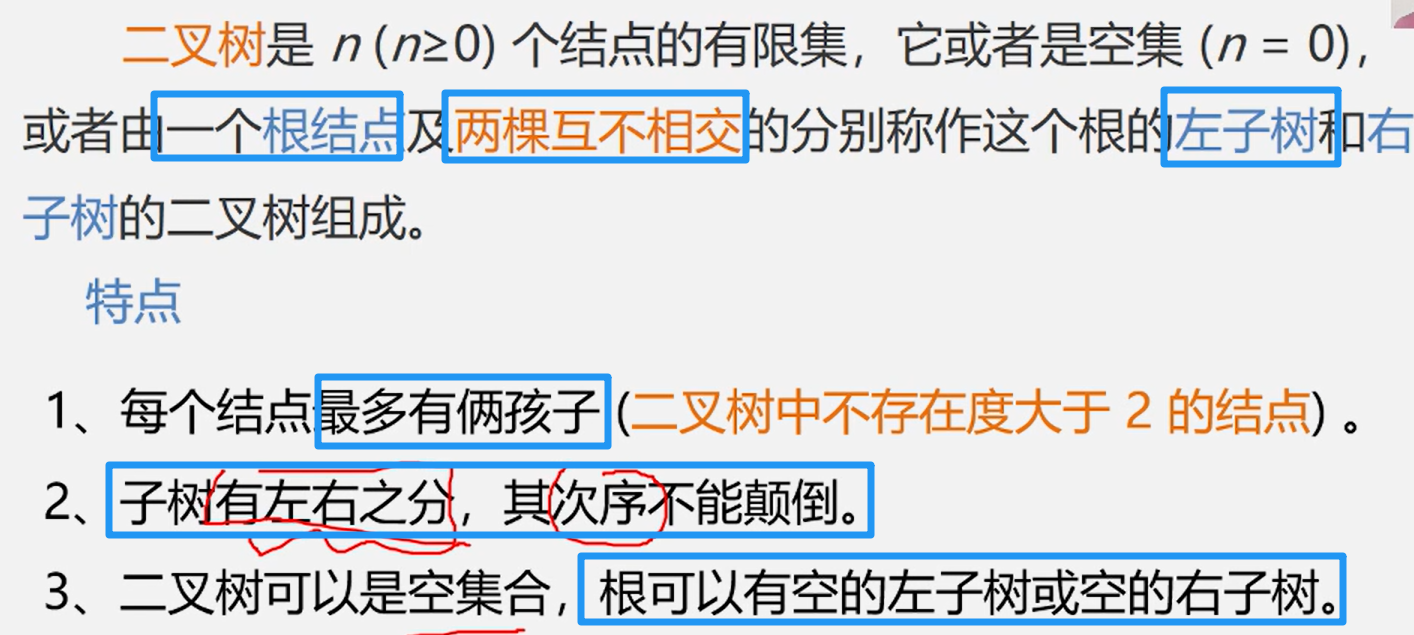 二叉树是 n (n≥0) 个结点的有限集，它或者是空集 (n = 0)，
或者由一个根结点及两棵互不相交的分别称作这个根的左子树和右
子树的二叉树组成。
特点
1、每个结点最多有俩孩子 (二叉树中不存在度大于 2 的结点) 。
2、子树有左右之分，其次序不能颠倒。
3、二叉树可以是空集合，根可以有空的左子树或空的右子树。